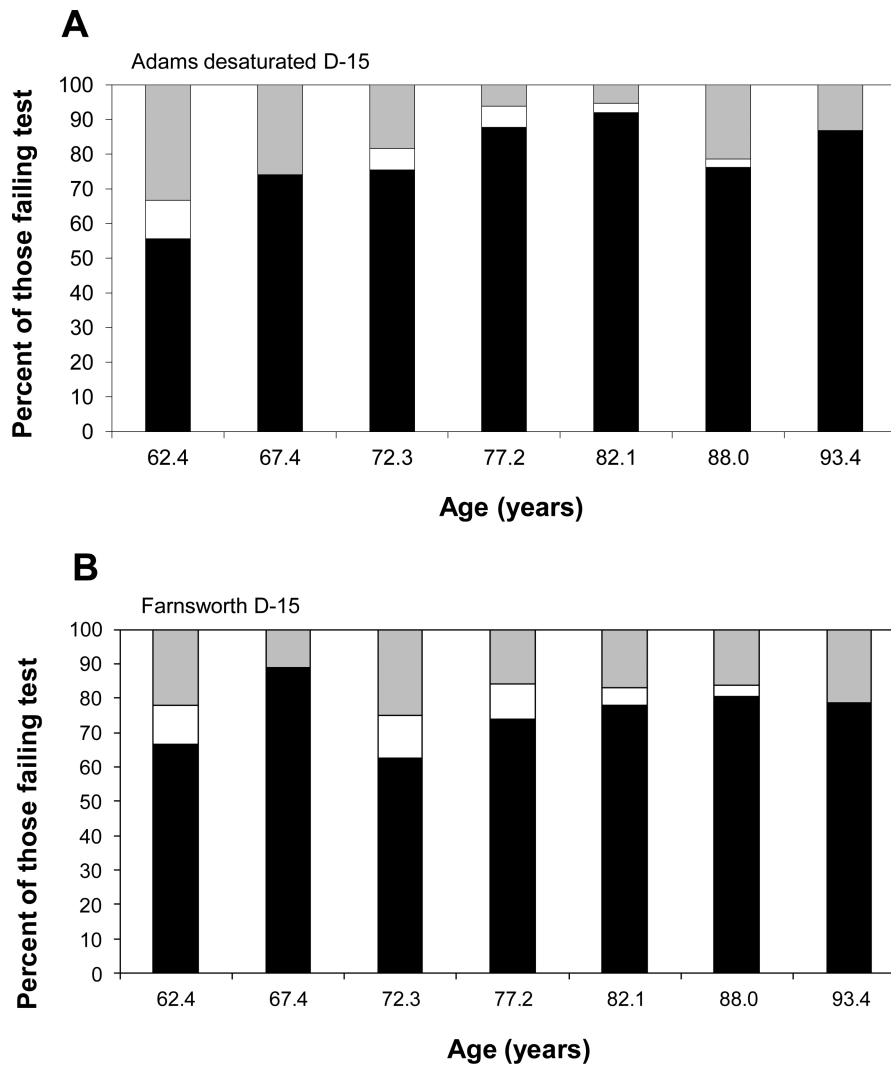 A
Adams desaturated D-15
Percent of those failing test
100
90
80
70
60
50
40
30
20
10
0
62.4 67.4 72.3 77.2 82.1 88.0 93.4
Age (years)
B
Farnsworth D-15
Percent of those failing test
100
90
80
70
60
50
40
30
20
10
0
62.4 67.4 72.3 77.2 82.1 88.0 93.4
Age (years)